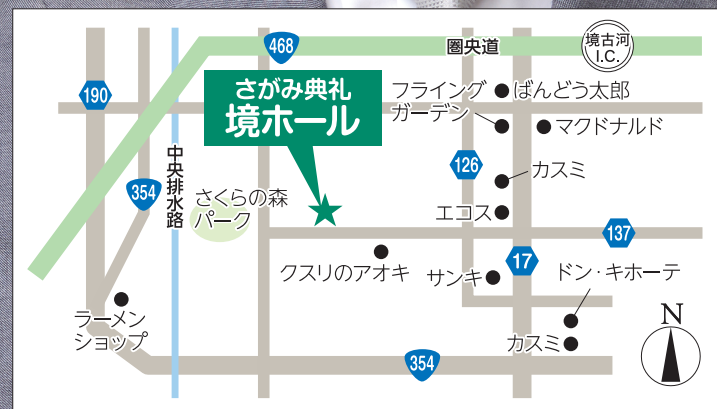 468
圏央道
境古河
I.C.
190
さがみ典礼
境ホール
フライング
ガーデン
ばんどう太郎
マクドナルド
中央排水路
126
カスミ
354
さくらの森
パーク
エコス
137
クスリのアオキ
サンキ
17
ドン・キホーテ
ラーメン
ショップ
カスミ
354
N